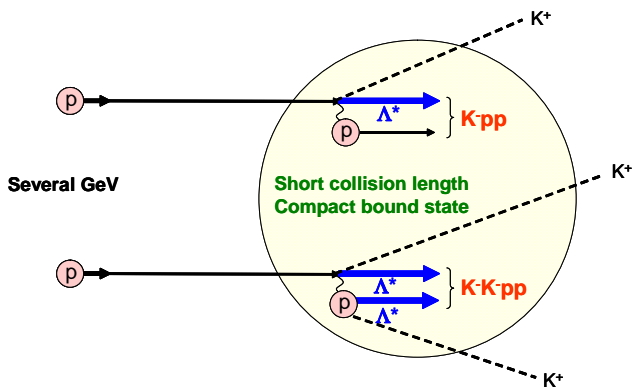 K+
p
Λ*
p
K-pp
Several GeV
Short collision length
Compact bound state
K+
p
Λ*
K-K-pp
p
Λ*
K+